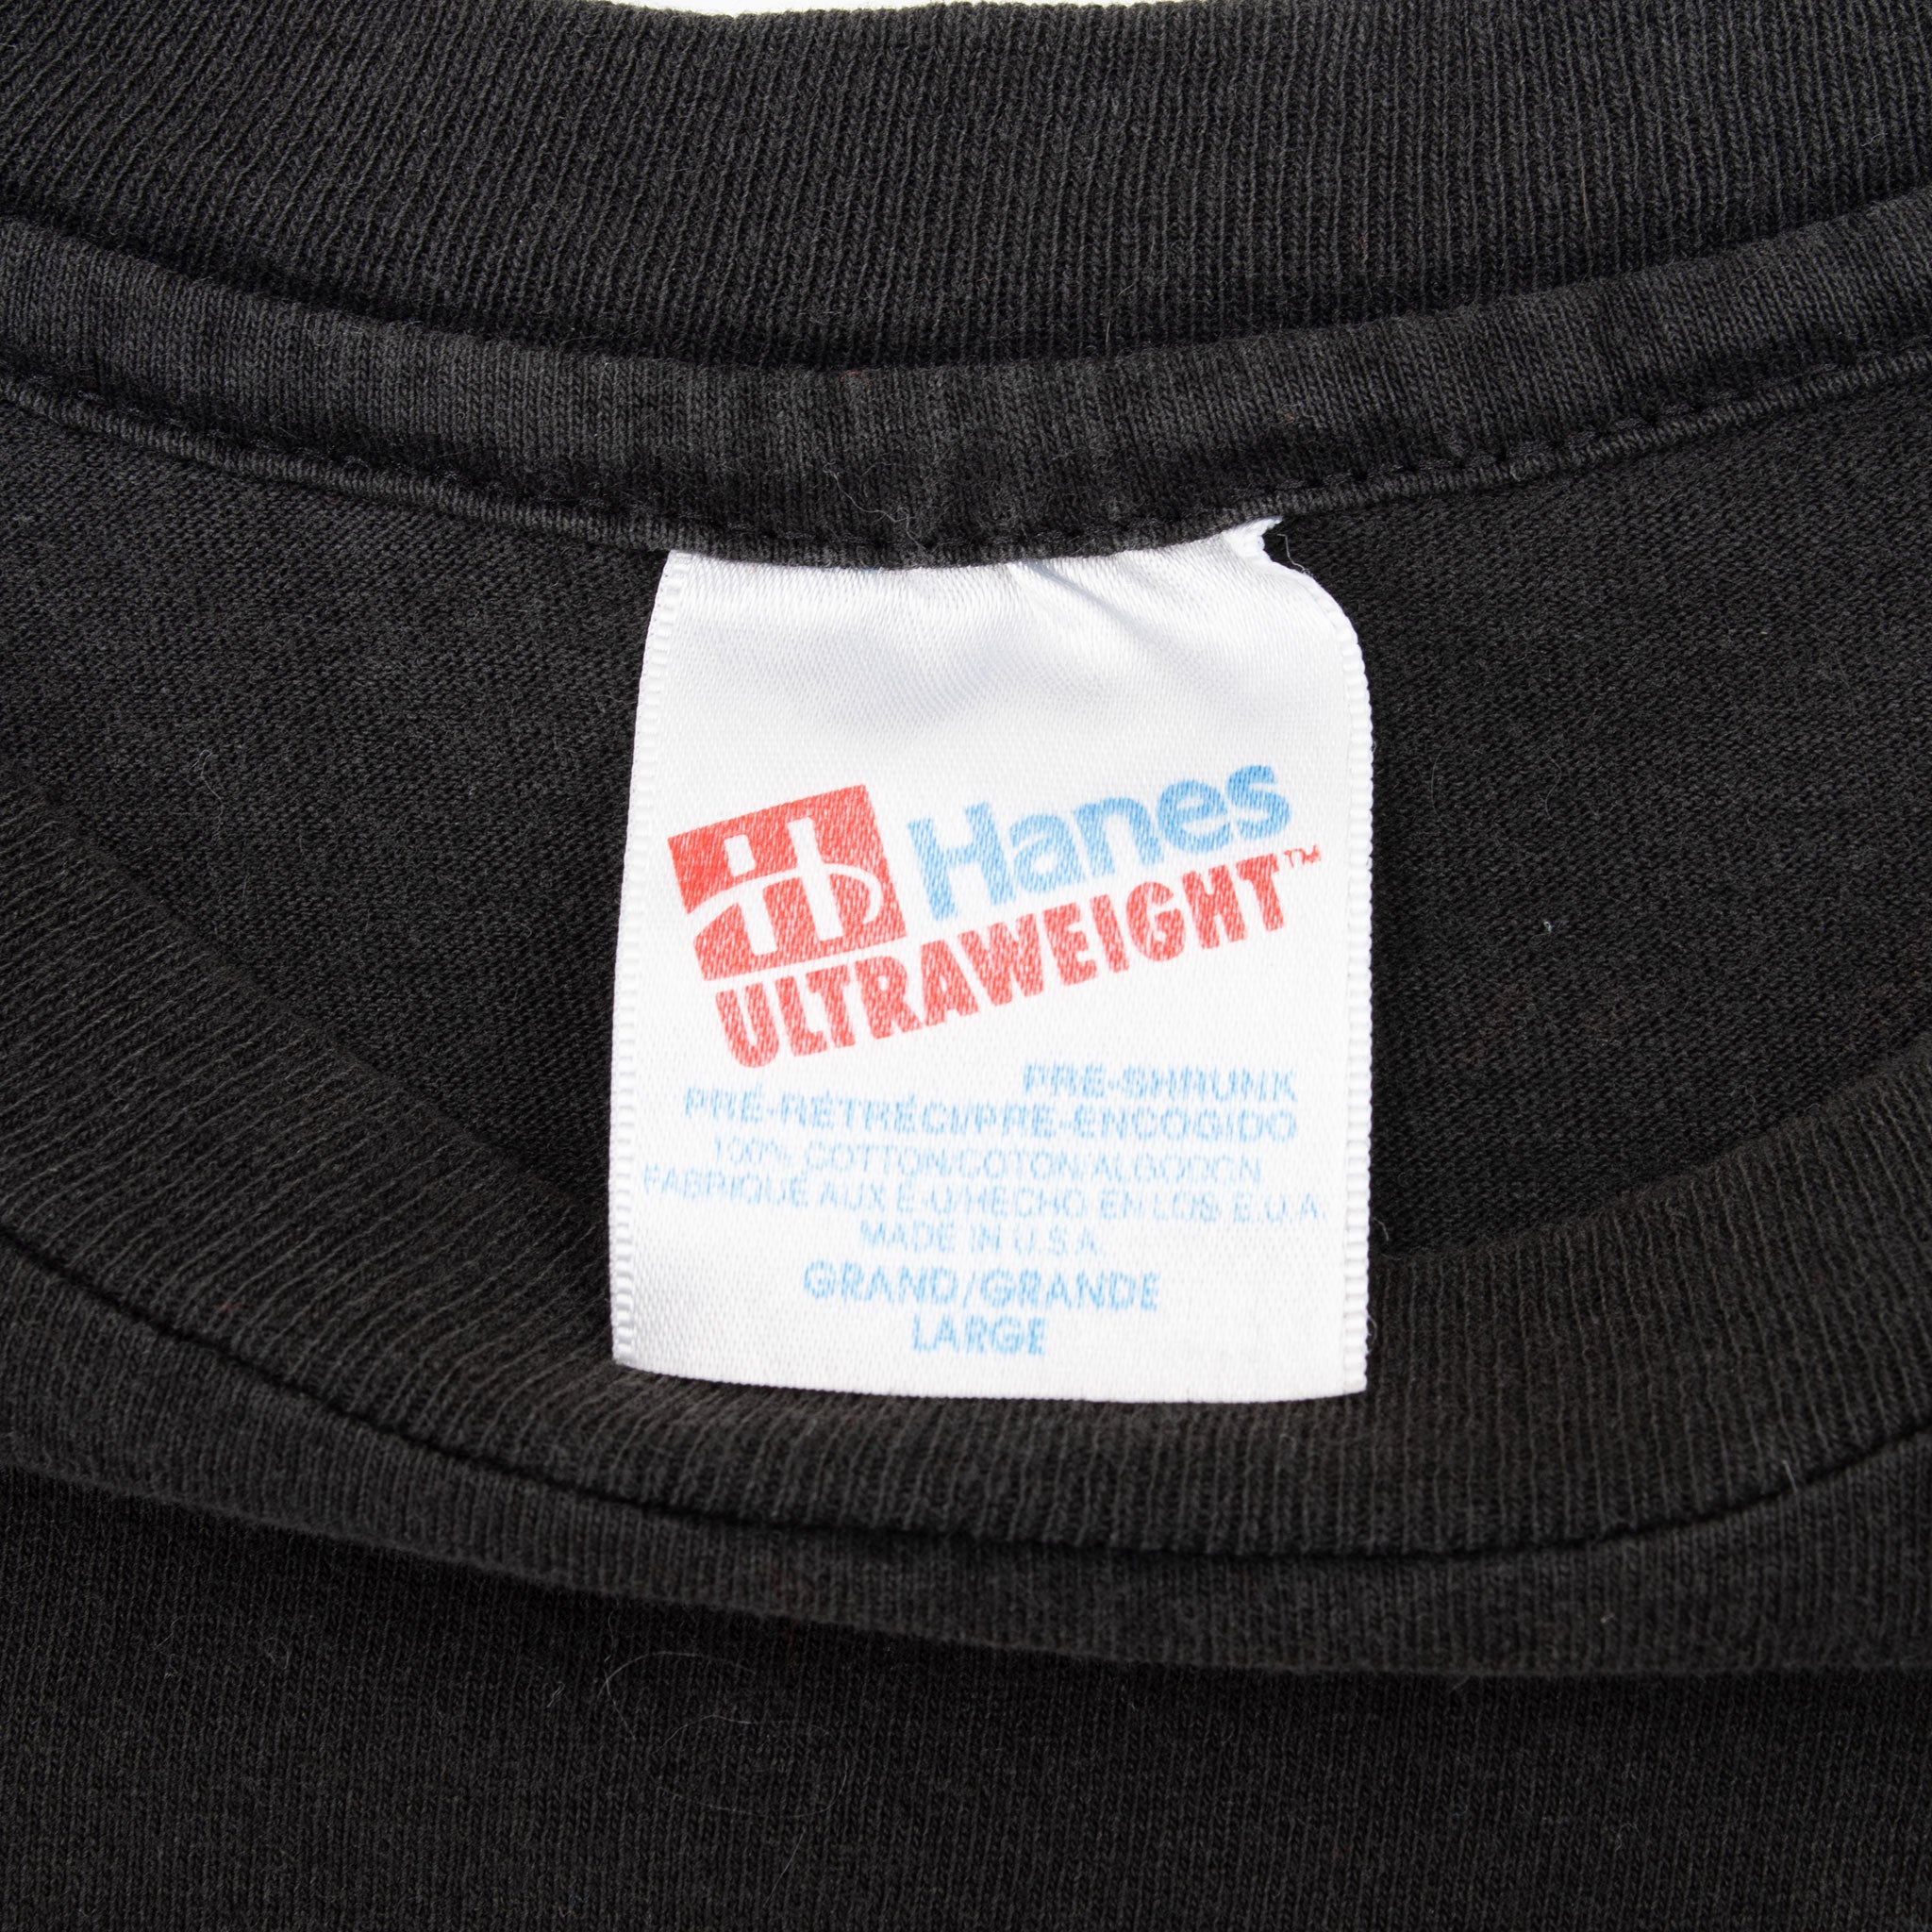 Hanes
ULTRAWEIGHT™
PRE-SHRUNK
PRÉ-RÉTRÉCI/PRE-ENCOGIDO
100% COTTON/COTON/ALGODON
FABRIQUÉ AUX É-U/HECHO EN LOS E.U.A.
MADE IN U.S.A.
GRAND/GRANDE
LARGE